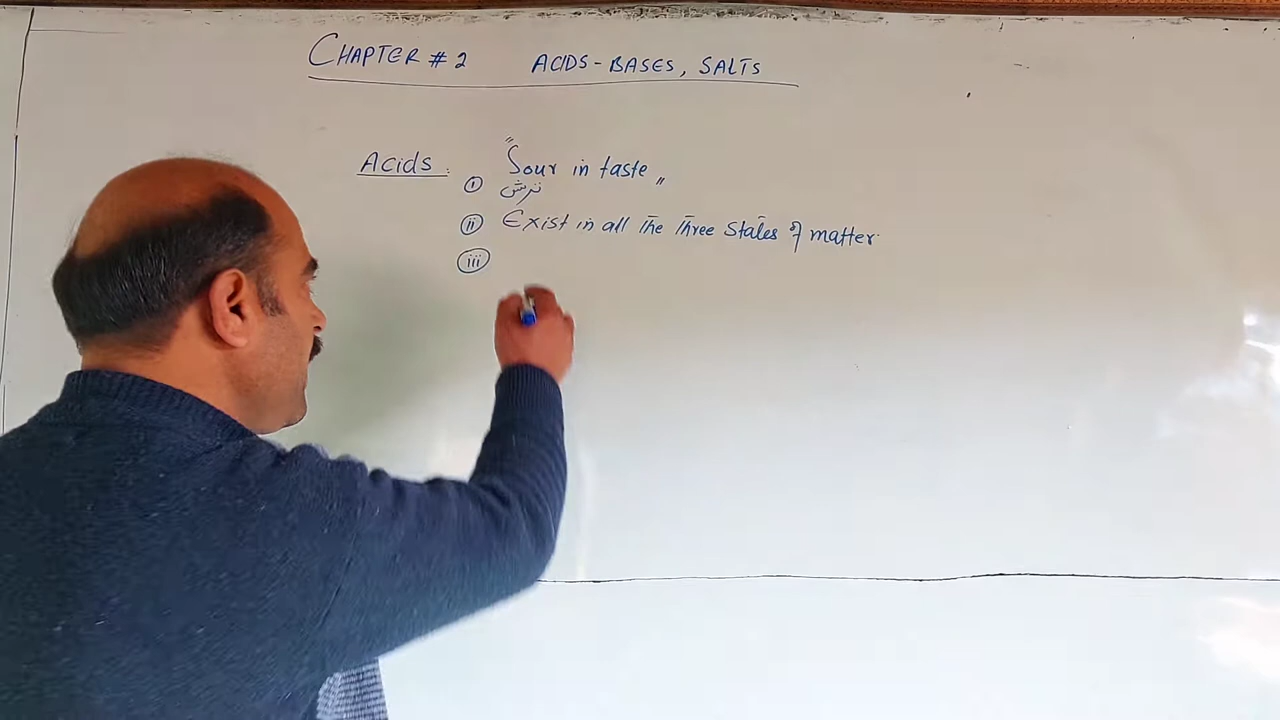 CHAPTER # 2 ACIDS-BASES, SALTS
Acids: (i) "Sour in taste"
ترش
(ii) Exist in all the three states of matter.
(iii)